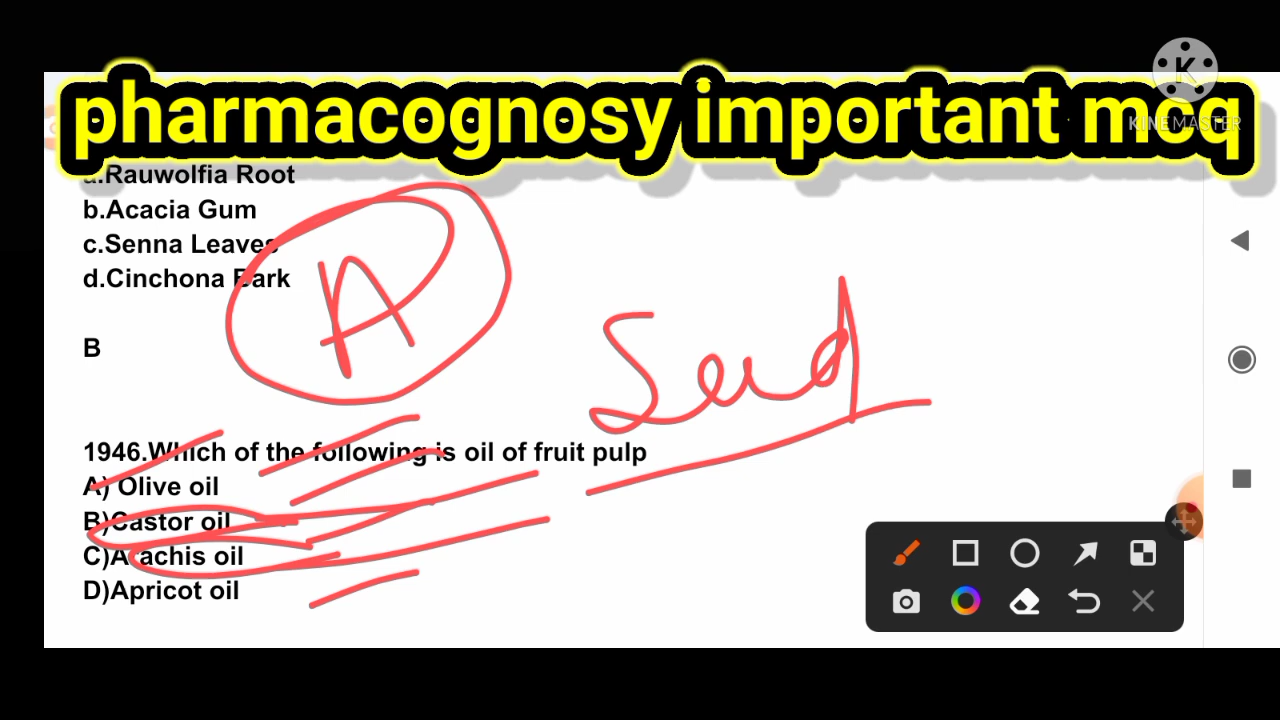 pharmacognosy important mcq
KINEMASTER
a.Rauwolfia Root
b.Acacia Gum
c.Senna Leaves
d.Cinchona Bark
A
B
Seed
1946.Which of the following is oil of fruit pulp
A) Olive oil
B)Castor oil
C)Arachis oil
D)Apricot oil